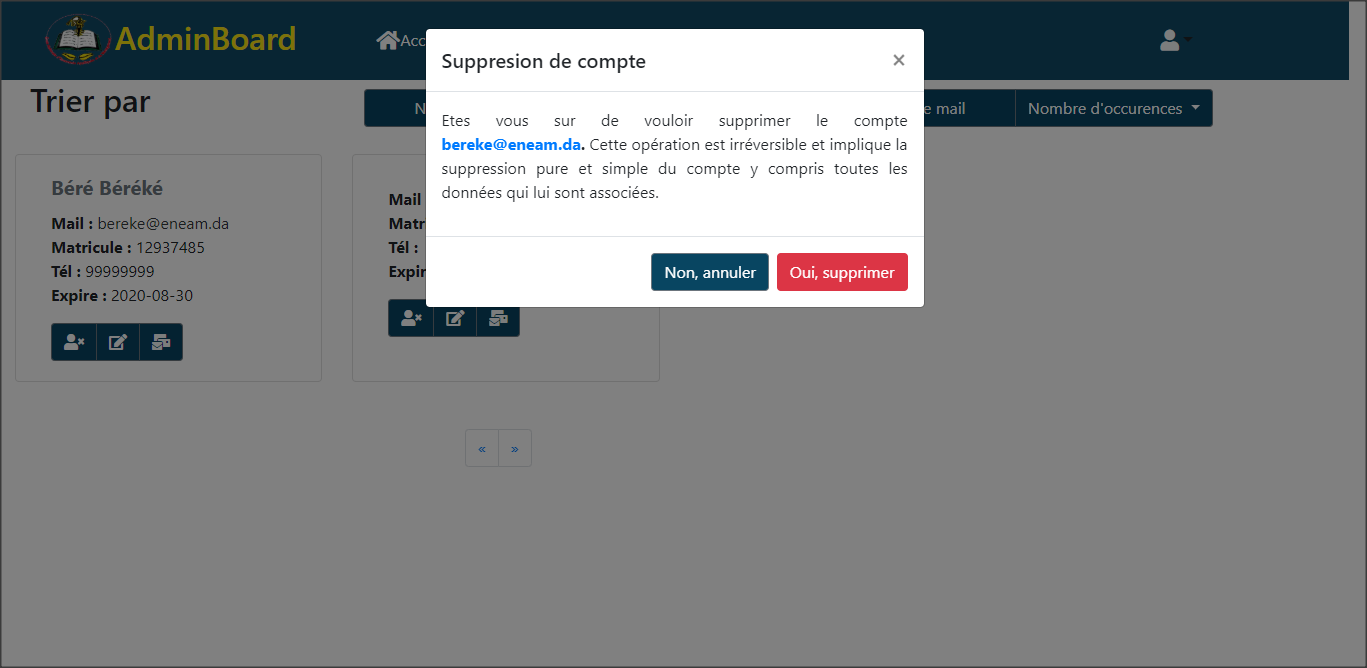 AdminBoard
Acc
Suppresion de compte
×
Trier par
N
e mail
Nombre d'occurences
Etes vous sur de vouloir supprimer le compte
bereke@eneam.da. Cette opération est irréversible et implique la
suppression pure et simple du compte y compris toutes les
données qui lui sont associées.
Non, annuler
Oui, supprimer
Béré Béréké
Mail : bereke@eneam.da
Matricule : 12937485
Tél : 99999999
Expire : 2020-08-30
Mail
Matr
Tél :
Expir
«
»